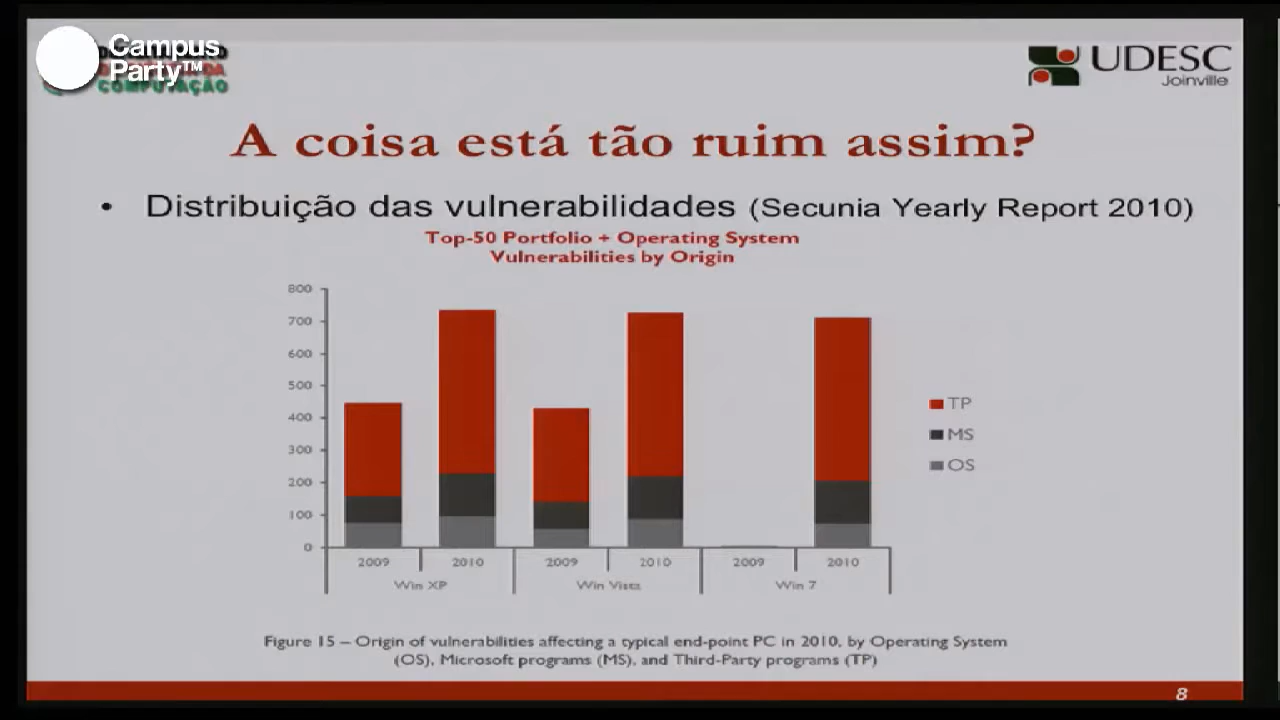 Campus
Party™
COMPUTAÇÃO
UDESC
Joinville
A coisa está tão ruim assim?
• Distribuição das vulnerabilidades (Secunia Yearly Report 2010)
Top-50 Portfolio + Operating System
Vulnerabilities by Origin
800
700
600
500
400
300
200
100
0
2009 2010 2009 2010 2009 2010
Win XP Win Vista Win 7
TP
MS
OS
Figure 15 – Origin of vulnerabilities affecting a typical end-point PC in 2010, by Operating System
(OS), Microsoft programs (MS), and Third-Party programs (TP)
8